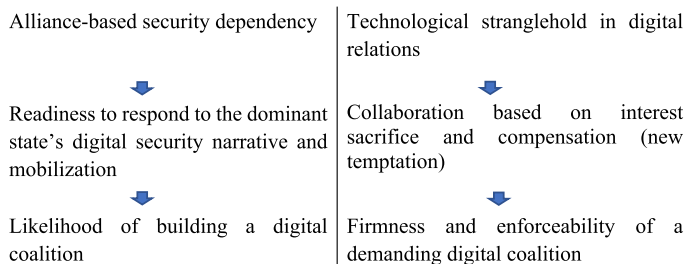 Alliance-based security dependency
Readiness to respond to the dominant
state's digital security narrative and
mobilization
Likelihood of building a digital
coalition
Technological stranglehold in digital
relations
Collaboration based on interest
sacrifice and compensation (new
temptation)
Firmness and enforceability of a
demanding digital coalition